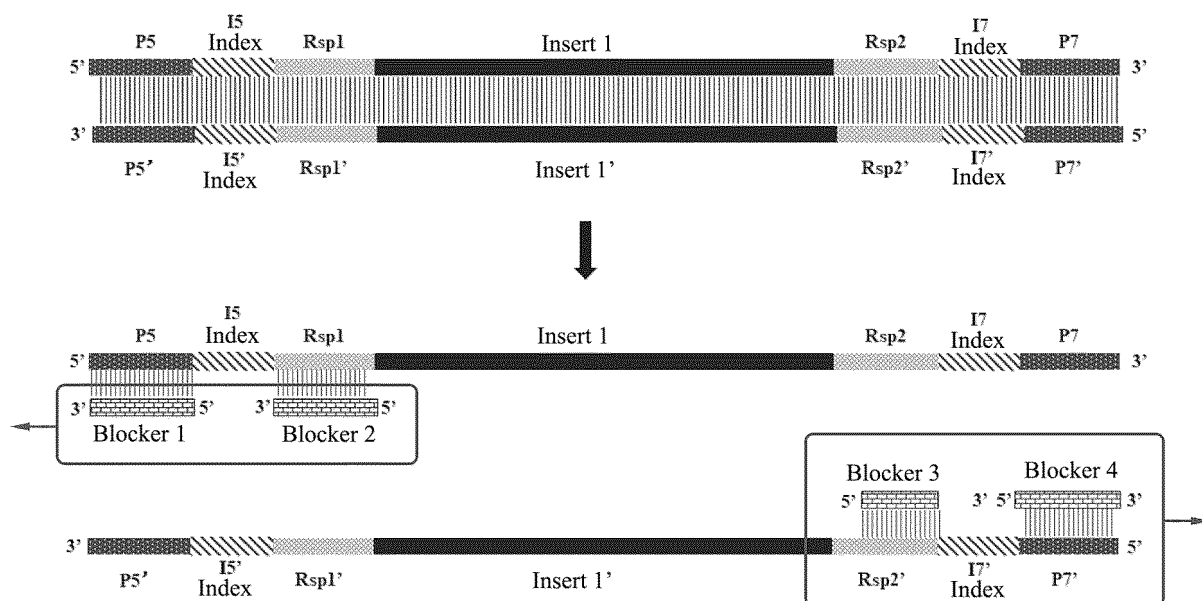 I5 I7
P5 Index Rsp1 Insert 1 Rsp2 Index P7
5’ 3’
3’ 5’
P5’ I5’ Rsp1’ Insert 1’ Rsp2’ I7’ P7’
Index Index
I5 I7
P5 Index Rsp1 Insert 1 Rsp2 Index P7
5’ 3’
3’ 5’ 3’ 5’
Blocker 1 Blocker 2
Blocker 3 Blocker 4
5’ 3’ 5’ 3’
3’ 5’
P5’ I5’ Rsp1’ Insert 1’ Rsp2’ I7’ P7’
Index Index